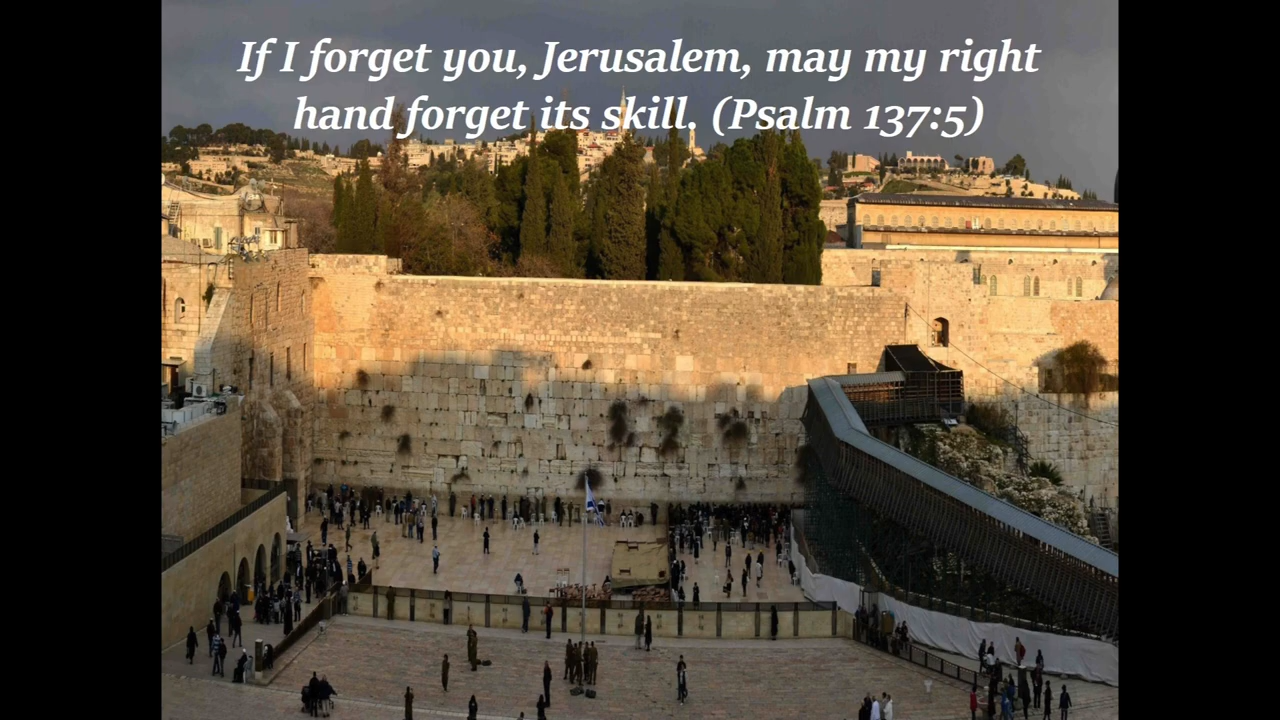 If I forget you, Jerusalem, may my right
hand forget its skill. (Psalm 137:5)